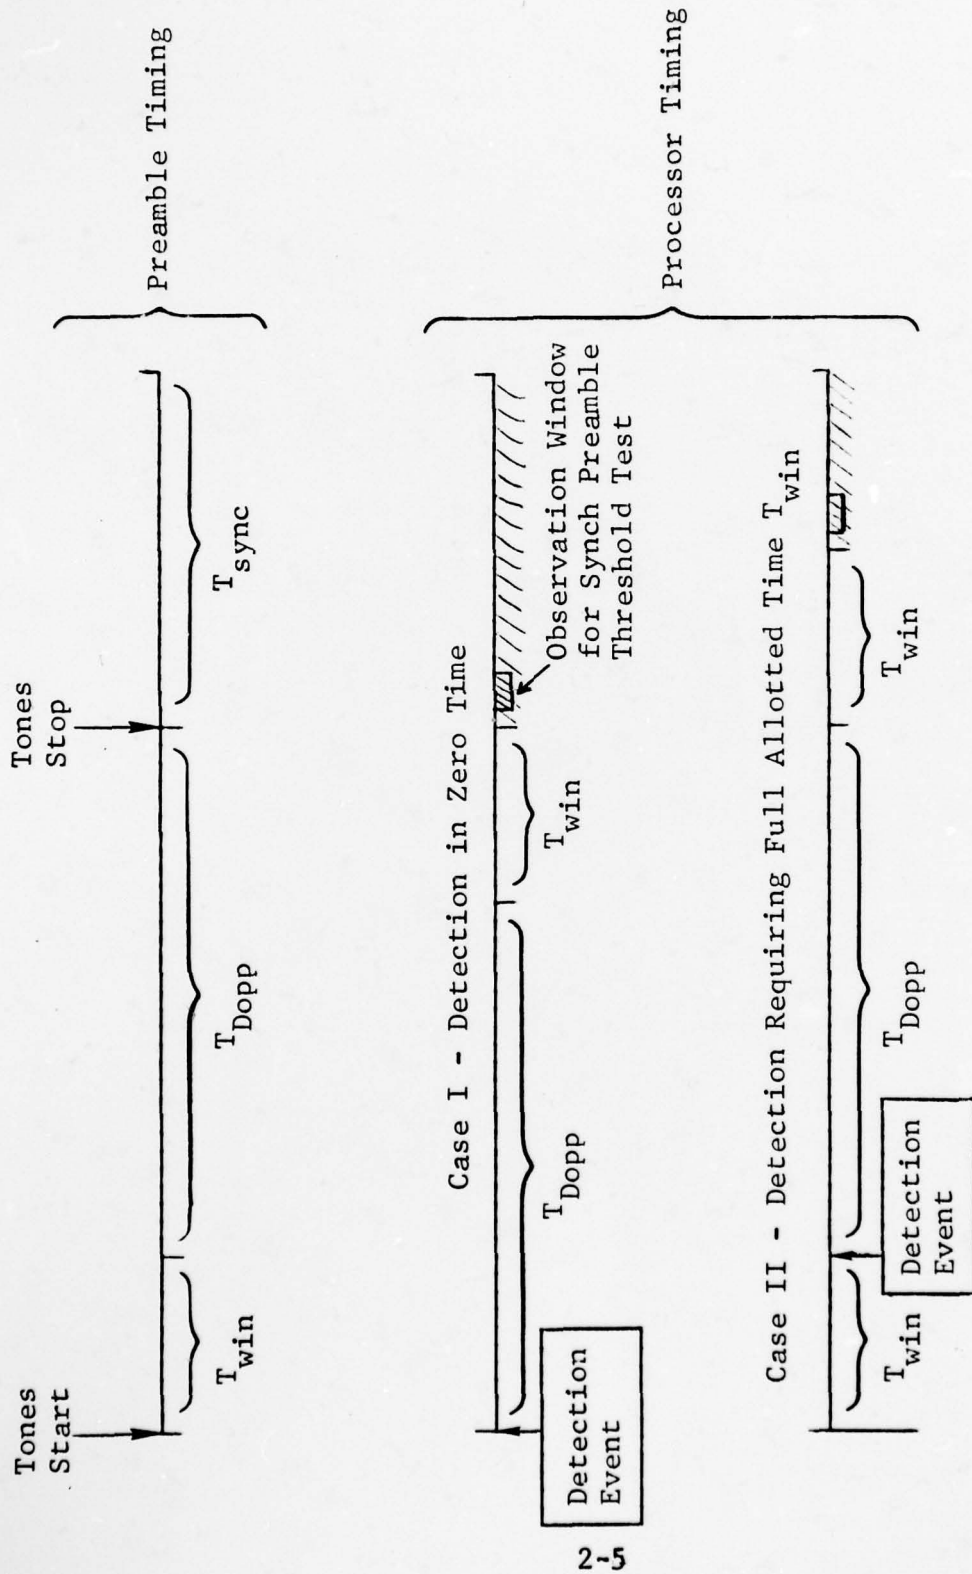 Tones
Start
Tones
Stop
T_win
T_Dopp
T_sync
Preamble Timing
Case I - Detection in Zero Time
Detection
Event
T_Dopp
T_win
Observation Window
for Synch Preamble
Threshold Test
Processor Timing
Case II - Detection Requiring Full Allotted Time T_win
T_win
Detection
Event
T_Dopp
T_win
2-5